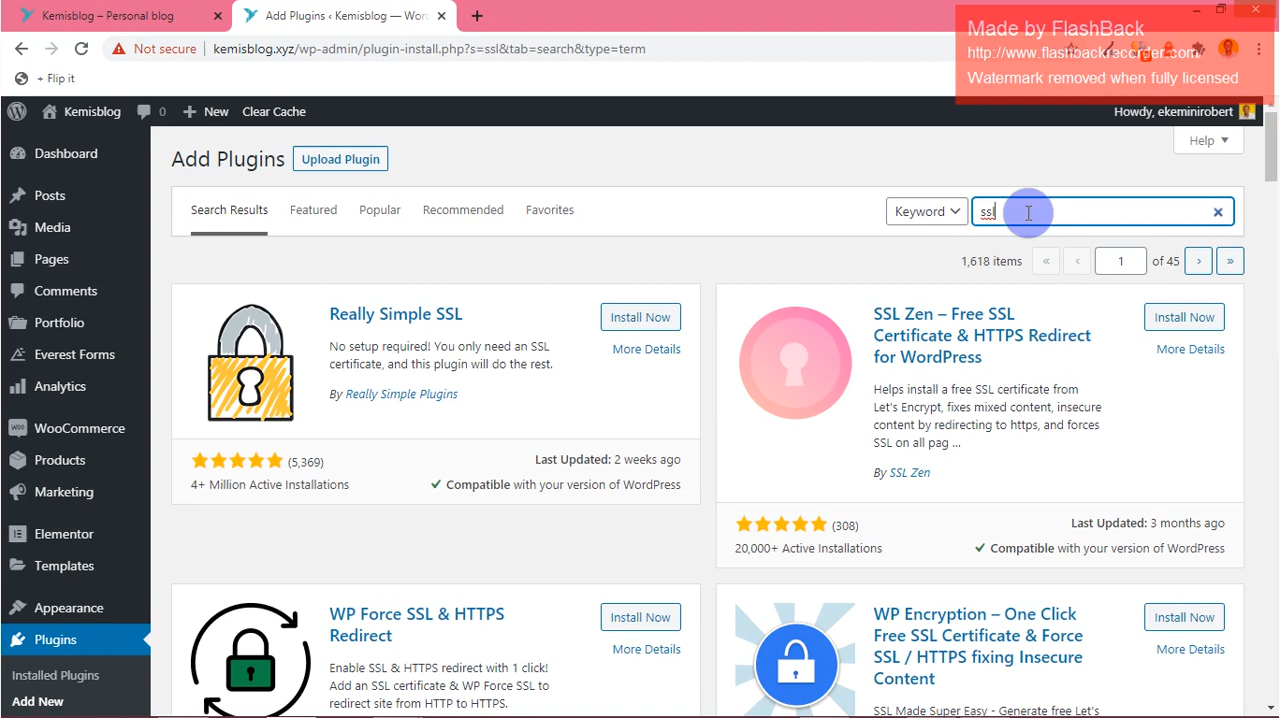 Kemisblog – Personal blog
Add Plugins ‹ Kemisblog — Wor
Made by FlashBack
http://www.flashbackrecorder.com/
Watermark removed when fully licensed
Not secure
kemisblog.xyz/wp-admin/plugin-install.php?s=ssl&tab=search&type=term
+ Flip it
Kemisblog
0
New
Clear Cache
Howdy, ekeminirobert
Dashboard
Posts
Media
Pages
Comments
Portfolio
Everest Forms
Analytics
WooCommerce
Products
Marketing
Elementor
Templates
Appearance
Plugins
Installed Plugins
Add New
Add Plugins
Upload Plugin
Help
Search Results
Featured
Popular
Recommended
Favorites
Keyword
ssl
1,618 items
«
‹
1
of 45
›
»
Really Simple SSL
No setup required! You only need an SSL
certificate, and this plugin will do the rest.
By Really Simple Plugins
Install Now
More Details
(5,369)
4+ Million Active Installations
Last Updated: 2 weeks ago
Compatible with your version of WordPress
SSL Zen – Free SSL
Certificate & HTTPS Redirect
for WordPress
Helps install a free SSL certificate from
Let's Encrypt, fixes mixed content, insecure
content by redirecting to https, and forces
SSL on all pag ...
By SSL Zen
Install Now
More Details
(308)
20,000+ Active Installations
Last Updated: 3 months ago
Compatible with your version of WordPress
WP Force SSL & HTTPS
Redirect
Enable SSL & HTTPS redirect with 1 click!
Add an SSL certificate & WP Force SSL to
redirect site from HTTP to HTTPS.
Install Now
More Details
WP Encryption – One Click
Free SSL Certificate & Force
SSL / HTTPS fixing Insecure
Content
SSL Made Super Easy - Generate free Let's
Install Now
More Details